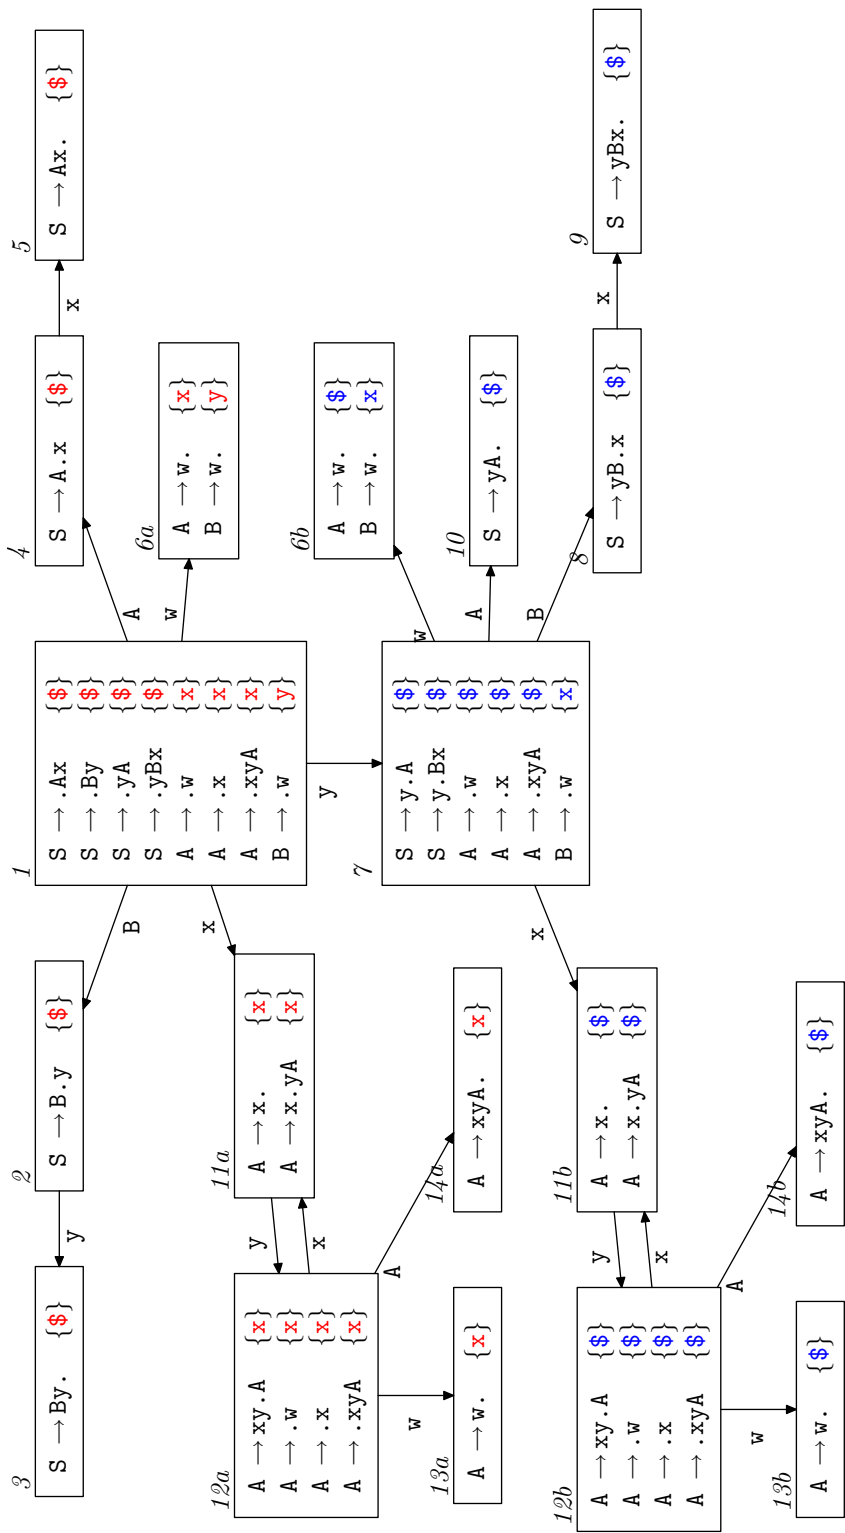 3
S →By. {$}
y
2
S →B.y {$}
B
1
S →.Ax {$}
S →.By {$}
S →.yA {$}
S →.yBx {$}
A →.w {x}
A →.x {x}
A →.xyA {x}
B →.w {y}
A
4
S →A.x {$}
x
5
S →Ax. {$}
w
6a
A →w. {x}
B →w. {y}
x
11a
A →x. {x}
A →x.yA {x}
y
x
12a
A →xy.A {x}
A →.w {x}
A →.x {x}
A →.xyA {x}
A
14a
A →xyA. {x}
w
13a
A →w. {x}
y
7
S →y.A {$}
S →y.Bx {$}
A →.w {$}
A →.x {$}
A →.xyA {$}
B →.w {x}
w
6b
A →w. {$}
B →w. {x}
A
10
S →yA. {$}
B
8
S →yB.x {$}
x
9
S →yBx. {$}
x
11b
A →x. {$}
A →x.yA {$}
y
x
12b
A →xy.A {$}
A →.w {$}
A →.x {$}
A →.xyA {$}
A
14b
A →xyA. {$}
w
13b
A →w. {$}